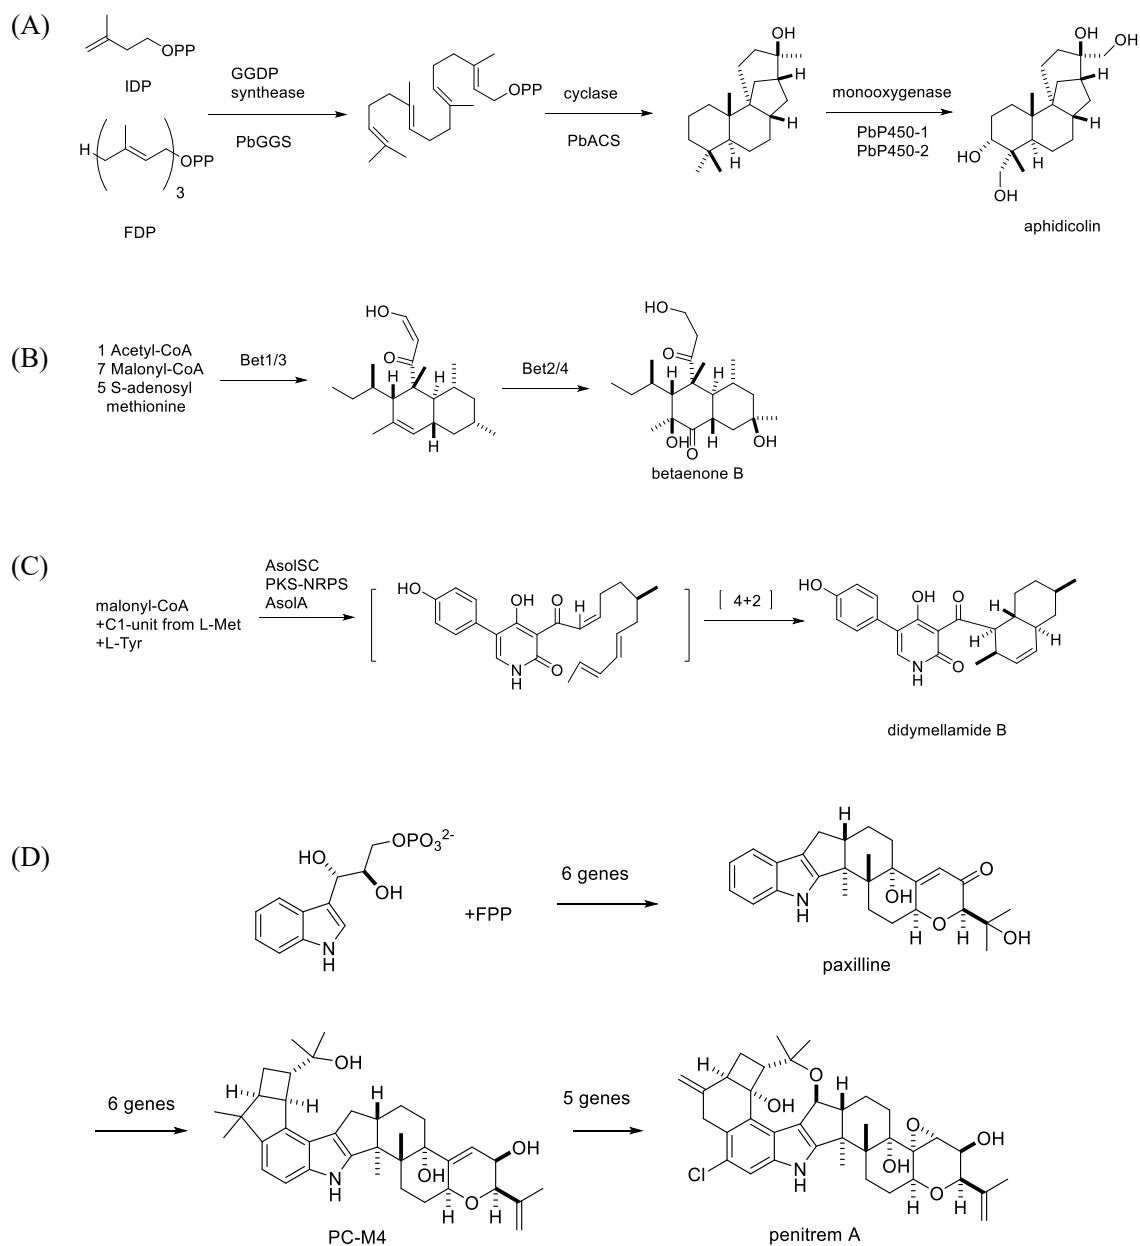 (A)
OPP
IDP
GGDP
synthease
PbGGS
H
OPP
3
FDP
OPP
cyclase
PbACS
OH
H
H
monooxygenase
PbP450-1
PbP450-2
OH
OH
H
H
HO
H
OH
aphidicolin
(B)
1 Acetyl-CoA
7 Malonyl-CoA
5 S-adenosyl
methionine
Bet1/3
HO
O
H
H
H
Bet2/4
HO
O
H
H
OH
H
OH
O
betaenone B
(C)
malonyl-CoA
+C1-unit from L-Met
+L-Tyr
AsolSC
PKS-NRPS
AsolA
HO
OH
O
H
N
H
O
[ 4+2 ]
HO
OH
O
H
H
H
N
H
O
didymellamide B
(D)
HO
OPO3 2-
OH
N
H
+FPP
6 genes
H
N
H
OH
O
O
H
H
OH
paxilline
6 genes
OH
H
H
H
N
H
OH
OH
O
H
H
PC-M4
5 genes
H
O
OH
H
Cl
N
H
O
OH
OH
O
H
H
penitrem A